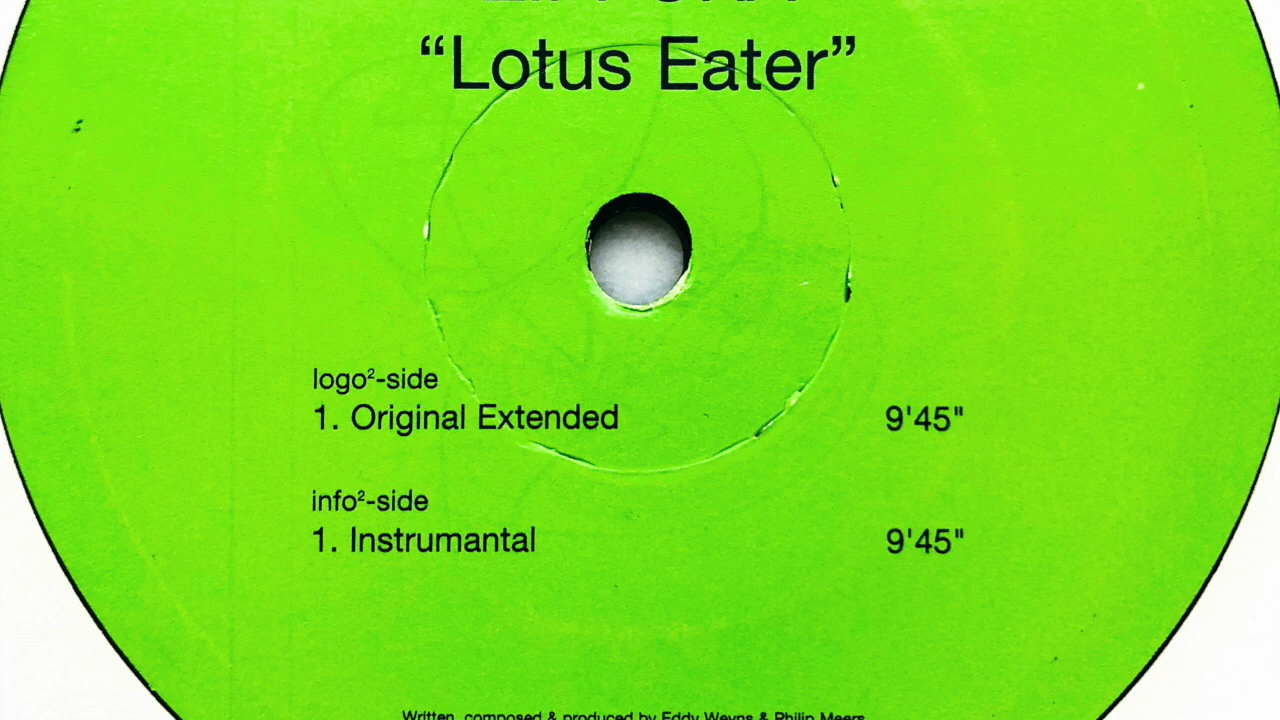 “Lotus Eater”
logo²-side
1. Original Extended 9'45"
info²-side
1. Instrumantal 9'45"
Written, composed & produced by Eddy Weyns & Philip Meers